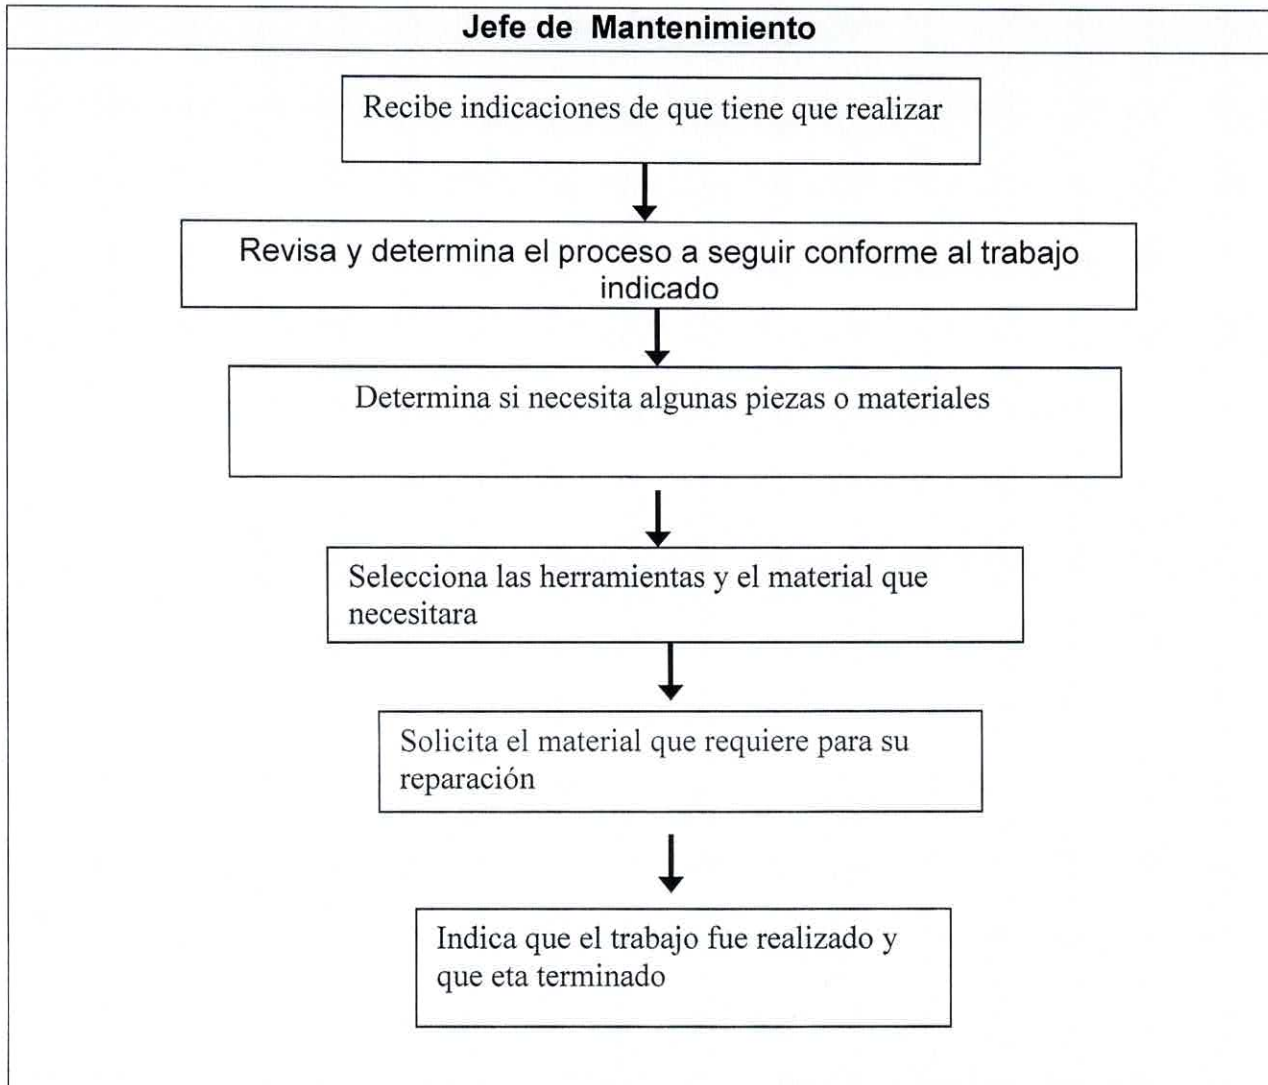 Jefe de Mantenimiento
Recibe indicaciones de que tiene que realizar
Revisa y determina el proceso a seguir conforme al trabajo
indicado
Determina si necesita algunas piezas o materiales
Selecciona las herramientas y el material que
necesitara
Solicita el material que requiere para su
reparación
Indica que el trabajo fue realizado y
que eta terminado